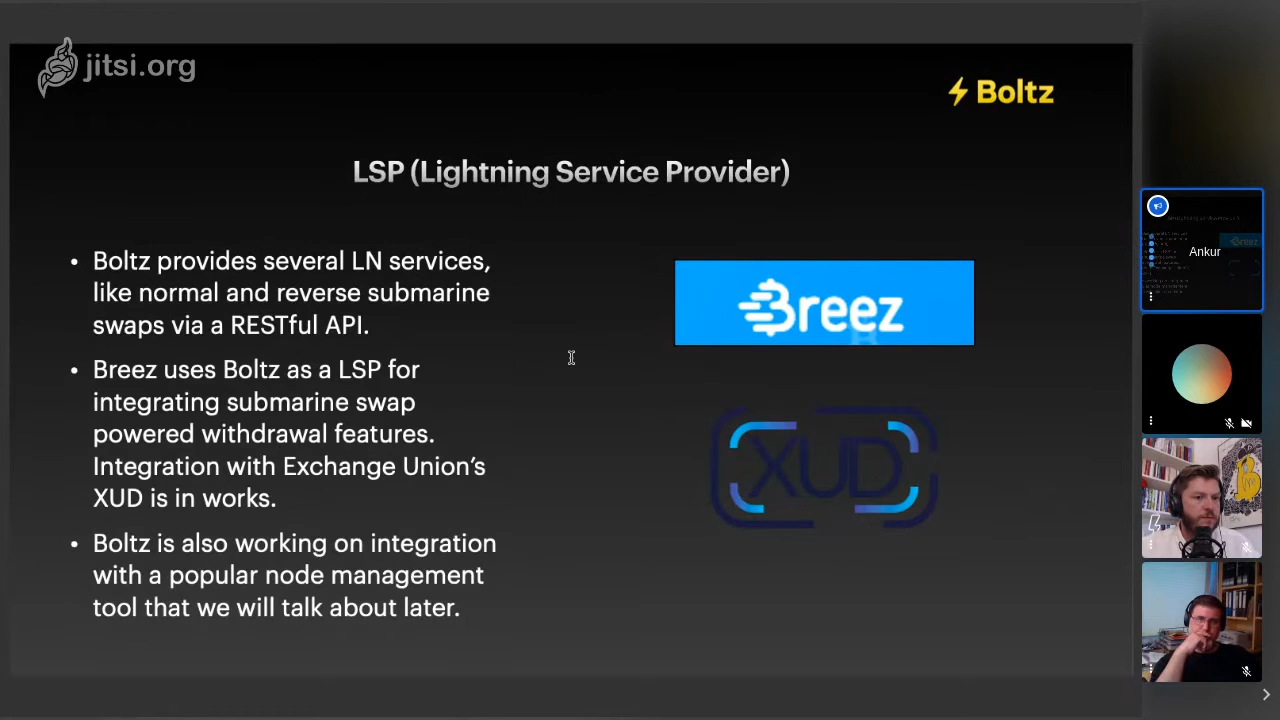 jitsi.org
Boltz
LSP (Lightning Service Provider)
• Boltz provides several LN services,
like normal and reverse submarine
swaps via a RESTful API.
• Breez uses Boltz as a LSP for
integrating submarine swap
powered withdrawal features.
Integration with Exchange Union’s
XUD is in works.
• Boltz is also working on integration
with a popular node management
tool that we will talk about later.
Breez
XUD
Ankur